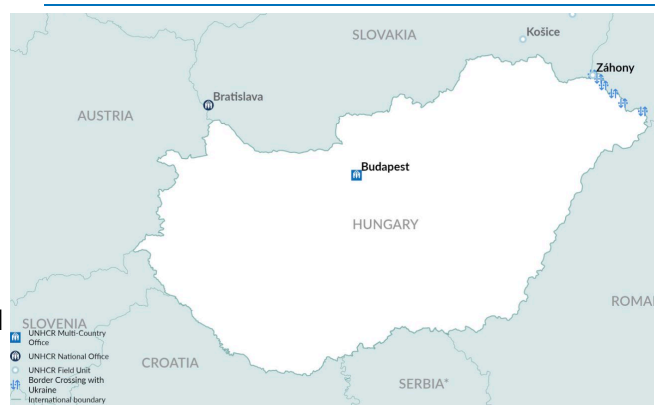 SLOVAKIA
Košice
Záhony
Bratislava
AUSTRIA
Budapest
HUNGARY
ROMA
SLOVENIA
UNHCR Multi-Country
Office
UNHCR National Office
UNHCR Field Unit
Border Crossing with
Ukraine
International boundary
CROATIA
SERBIA*